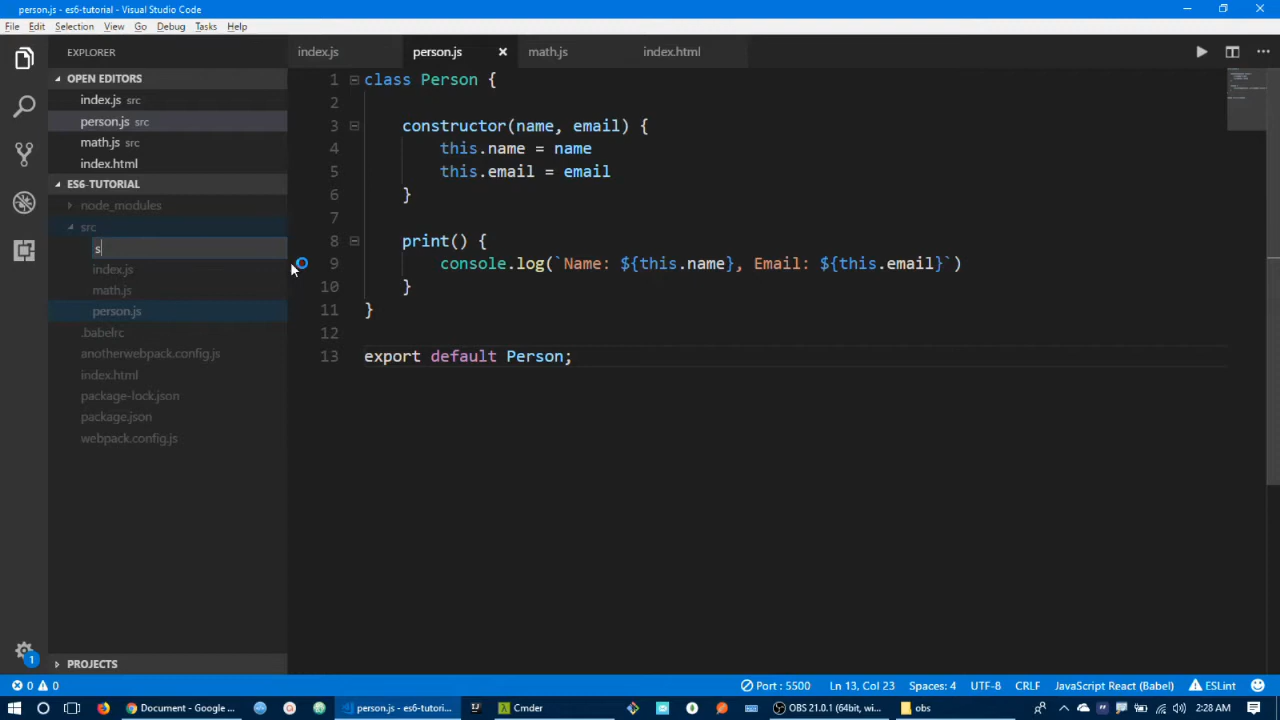 person.js - es6-tutorial - Visual Studio Code
File Edit Selection View Go Debug Tasks Help
EXPLORER
index.js person.js math.js index.html
OPEN EDITORS
index.js src
person.js src
math.js src
index.html
ES6-TUTORIAL
node_modules
src
s
index.js
math.js
person.js
.babelrc
anotherwebpack.config.js
index.html
package-lock.json
package.json
webpack.config.js
PROJECTS
1 class Person {
2
3 constructor(name, email) {
4 this.name = name
5 this.email = email
6 }
7
8 print() {
9 console.log(`Name: ${this.name}, Email: ${this.email}`)
10 }
11 }
12
13 export default Person;
1
0 0
Port : 5500 Ln 13, Col 23 Spaces: 4 UTF-8 CRLF JavaScript React (Babel) ESLint
Document - Google ... person.js - es6-tutori... Cmder OBS 21.0.1 (64bit, wi... obs 2:28 AM